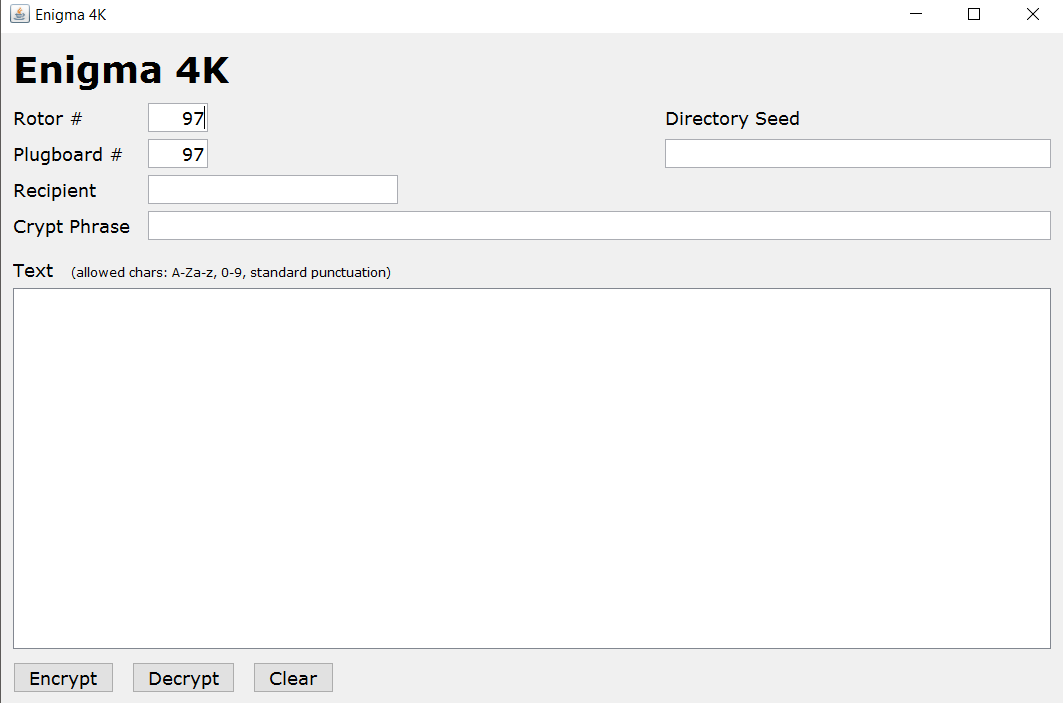 Enigma 4K
Enigma 4K
Rotor # 97
Directory Seed
Plugboard # 97
Recipient
Crypt Phrase
Text (allowed chars: A-Za-z, 0-9, standard punctuation)
Encrypt Decrypt Clear